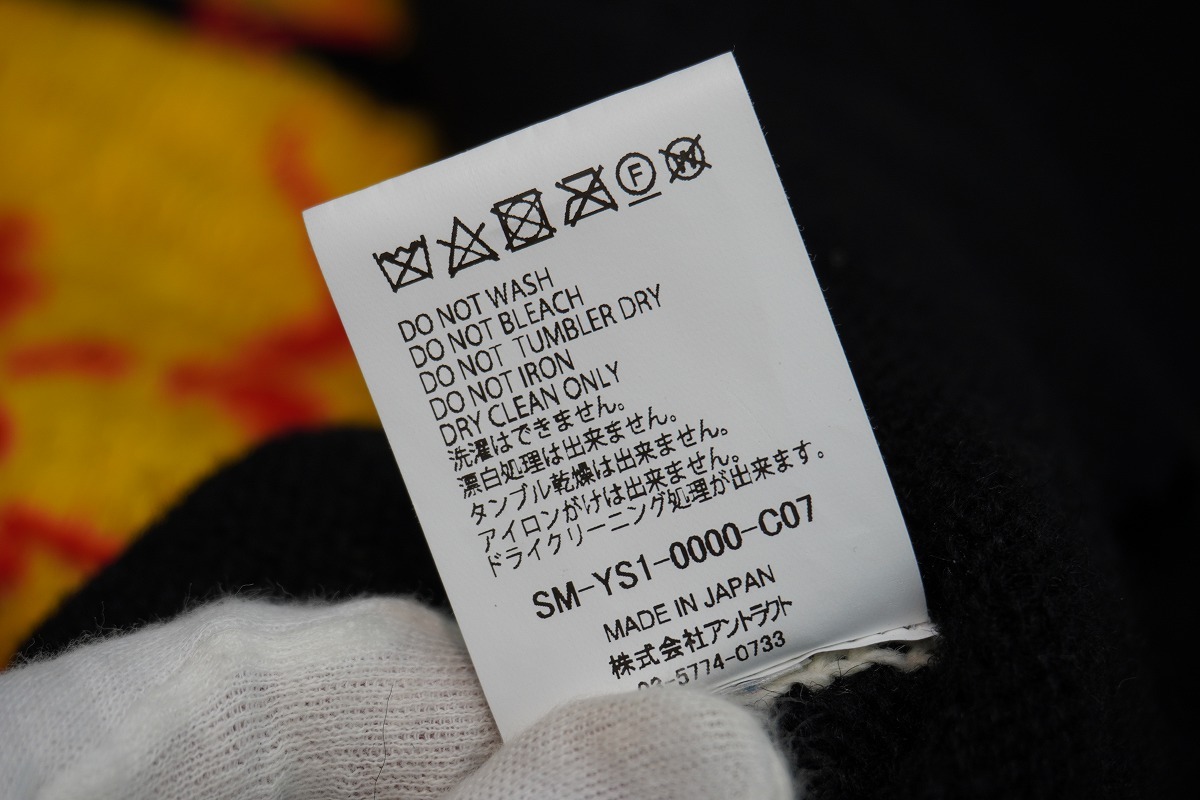 F
W
DO NOT WASH
DO NOT BLEACH
DO NOT TUMBLER DRY
DO NOT IRON
DRY CLEAN ONLY
洗濯はできません。
漂白処理は出来ません。
タンブル乾燥は出来ません。
アイロンがけは出来ません。
ドライクリーニング処理が出来ます。
SM-YS1-0000-C07
MADE IN JAPAN
株式会社アントラクト
03-5774-0733